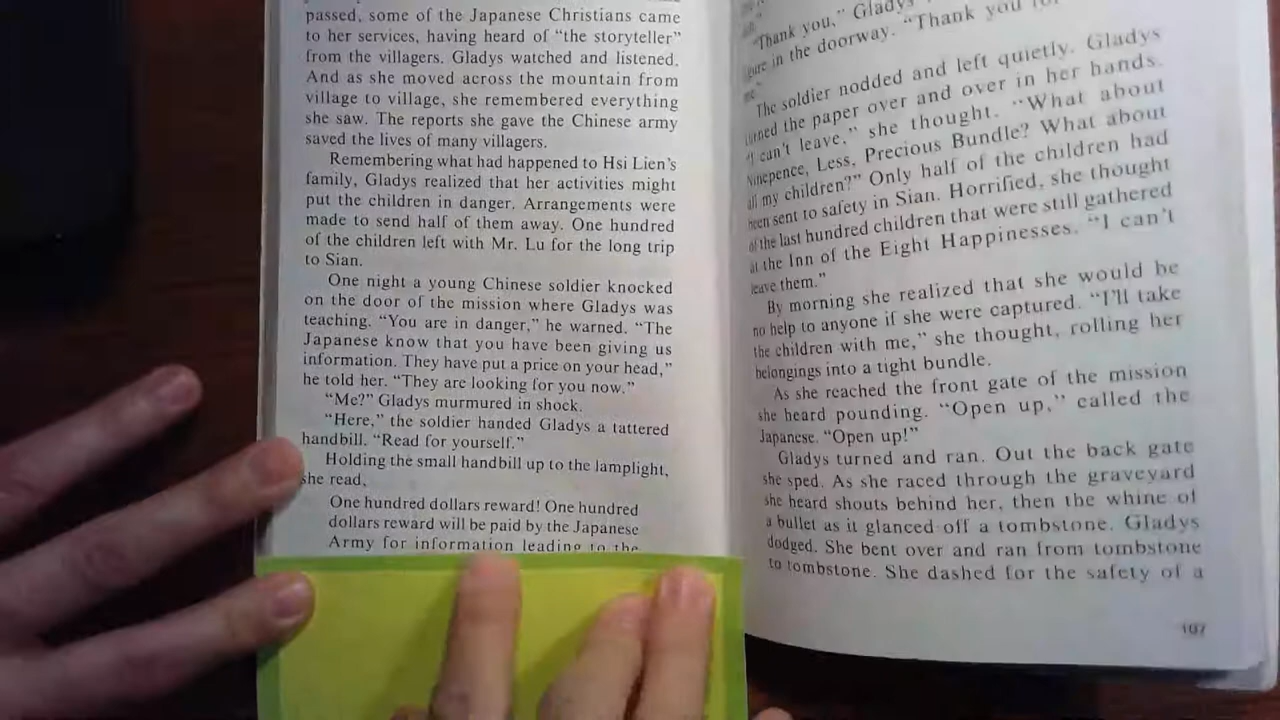 passed, some of the Japanese Christians came
to her services, having heard of “the storyteller”
from the villagers. Gladys watched and listened.
And as she moved across the mountain from
village to village, she remembered everything
she saw. The reports she gave the Chinese army
saved the lives of many villagers.
Remembering what had happened to Hsi Lien’s
family, Gladys realized that her activities might
put the children in danger. Arrangements were
made to send half of them away. One hundred
of the children left with Mr. Lu for the long trip
to Sian.
One night a young Chinese soldier knocked
on the door of the mission where Gladys was
teaching. “You are in danger,” he warned. “The
Japanese know that you have been giving us
information. They have put a price on your head,”
he told her. “They are looking for you now.”
“Me?” Gladys murmured in shock.
“Here,” the soldier handed Gladys a tattered
handbill. “Read for yourself.”
Holding the small handbill up to the lamplight,
she read,
One hundred dollars reward! One hundred
dollars reward will be paid by the Japanese
Army for information leading to the
“Thank you,” Gladys
in the doorway. “Thank you
The soldier nodded and left quietly. Gladys
the paper over and over in her hands.
“I can’t leave,” she thought. “What about
Ninepence, Less, Precious Bundle? What about
all my children?” Only half of the children had
been sent to safety in Sian. Horrified, she thought
of the last hundred children that were still gathered
at the Inn of the Eight Happinesses. “I can’t
leave them.”
By morning she realized that she would be
no help to anyone if she were captured. “I’ll take
the children with me,” she thought, rolling her
belongings into a tight bundle.
As she reached the front gate of the mission
she heard pounding. “Open up,” called the
Japanese. “Open up!”
Gladys turned and ran. Out the back gate
she sped. As she raced through the graveyard
she heard shouts behind her, then the whine of
a bullet as it glanced off a tombstone. Gladys
dodged. She bent over and ran from tombstone
to tombstone. She dashed for the safety of a
107